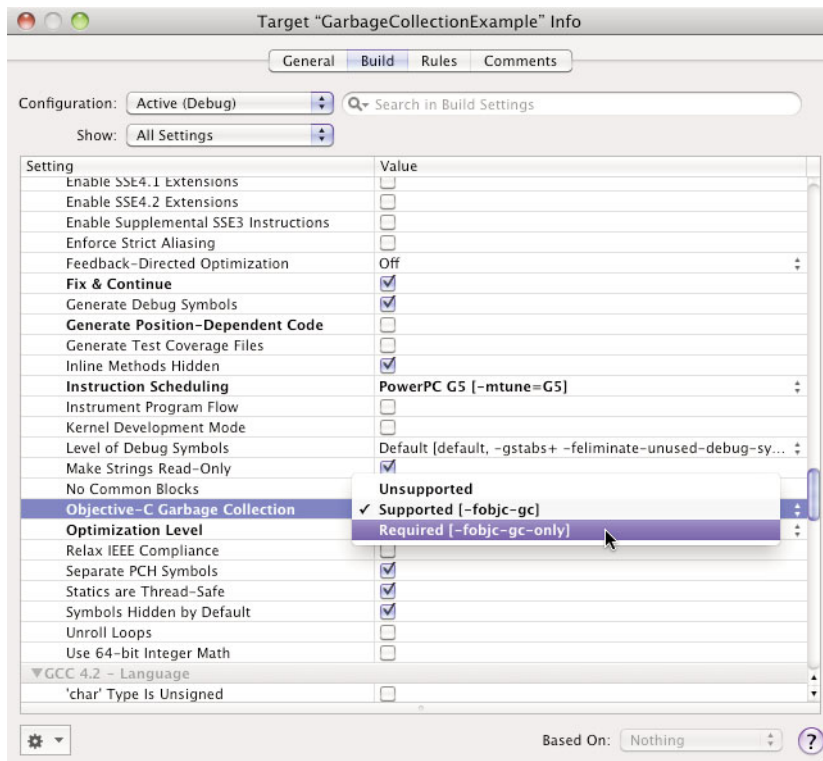 Target “GarbageCollectionExample” Info
General Build Rules Comments
Configuration: Active (Debug) Search in Build Settings
Show: All Settings
Setting Value
Enable SSE4.1 Extensions
Enable SSE4.2 Extensions
Enable Supplemental SSE3 Instructions
Enforce Strict Aliasing
Feedback-Directed Optimization Off
Fix & Continue
Generate Debug Symbols
Generate Position-Dependent Code
Generate Test Coverage Files
Inline Methods Hidden
Instruction Scheduling PowerPC G5 [-mtune=G5]
Instrument Program Flow
Kernel Development Mode
Level of Debug Symbols Default [default, -gstabs+ -feliminate-unused-debug-sy...
Make Strings Read-Only
No Common Blocks Unsupported
Objective-C Garbage Collection ✓ Supported [-fobjc-gc]
Optimization Level Required [-fobjc-gc-only]
Relax IEEE Compliance
Separate PCH Symbols
Statics are Thread-Safe
Symbols Hidden by Default
Unroll Loops
Use 64-bit Integer Math
▼GCC 4.2 – Language
'char' Type Is Unsigned
Based On: Nothing ?